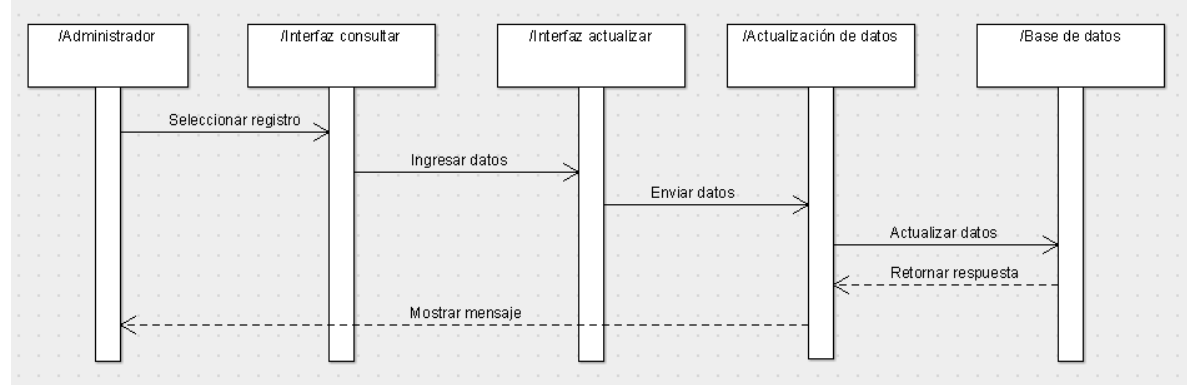 /Administrador
/Interfaz consultar
/Interfaz actualizar
/Actualización de datos
/Base de datos
Seleccionar registro
Ingresar datos
Enviar datos
Actualizar datos
Retornar respuesta
Mostrar mensaje